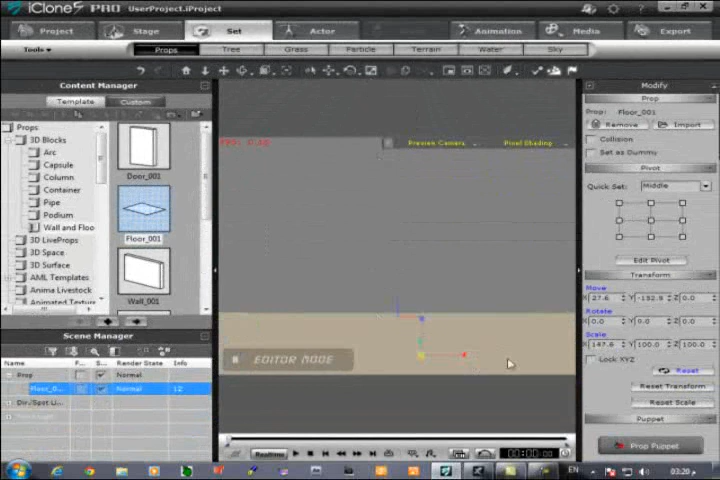 iClone5 PRO UserProject.iProject
Project Stage Set Actor Animation Media Export
Tools Props Tree Grass Particle Terrain Water Sky
Content Manager
Template Custom
Props
3D Blocks
Arc
Capsule
Column
Container
Pipe
Podium
Wall and Floo
3D LiveProps
3D Space
3D Surface
AML Templates
Anima Livestock
Animated Texture
Door_001
Floor_001
Wall_001
Scene Manager
Name F... S... Render State Info
Prop Normal
Floor_0... Normal 12
Dir./Spot Li...
Preview Camera Pixel Shading
EDITOR MODE
Realtime 00:00:00
Modify
Prop
Prop: Floor_001
Remove Import
Collision
Set as Dummy
Pivot
Quick Set: Middle
Edit Pivot
Transform
Move
X 27.6 Y -152.9 Z 0.0
Rotate
X 0.0 Y 0.0 Z 0.0
Scale
X 147.6 Y 100.0 Z 100.0
Lock XYZ
Reset
Reset Transform
Reset Scale
Puppet
Prop Puppet
EN 03:20 م